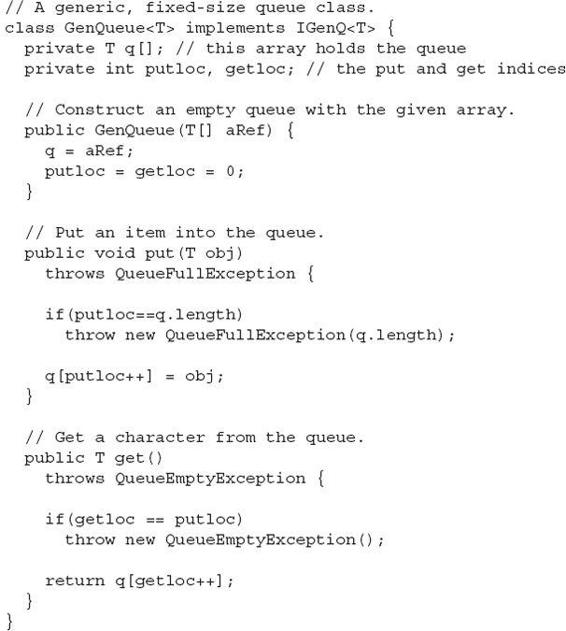 // A generic, fixed-size queue class.
class GenQueue<T> implements IGenQ<T> {
  private T q[]; // this array holds the queue
  private int putloc, getloc; // the put and get indices

  // Construct an empty queue with the given array.
  public GenQueue(T[] aRef) {
    q = aRef;
    putloc = getloc = 0;
  }

  // Put an item into the queue.
  public void put(T obj)
    throws QueueFullException {

    if(putloc==q.length)
      throw new QueueFullException(q.length);

    q[putloc++] = obj;
  }

  // Get a character from the queue.
  public T get()
    throws QueueEmptyException {

    if(getloc == putloc)
      throw new QueueEmptyException();

    return q[getloc++];
  }
}